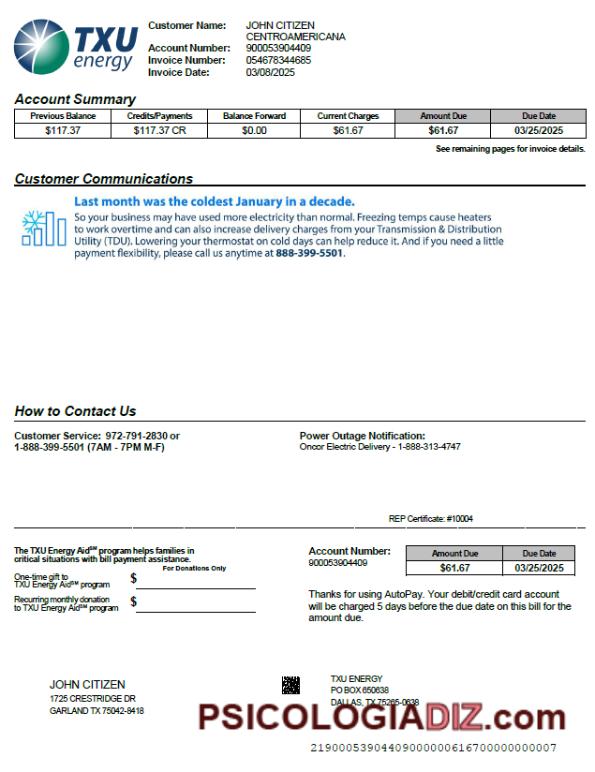 TXU
energy
Customer Name: JOHN CITIZEN
CENTROAMERICANA
Account Number: 900053904409
Invoice Number: 054678344685
Invoice Date: 03/08/2025
Account Summary
Previous Balance Credits/Payments Balance Forward Current Charges Amount Due Due Date
$117.37 $117.37 CR $0.00 $61.67 $61.67 03/25/2025
See remaining pages for invoice details.
Customer Communications
Last month was the coldest January in a decade.
So your business may have used more electricity than normal. Freezing temps cause heaters
to work overtime and can also increase delivery charges from your Transmission & Distribution
Utility (TDU). Lowering your thermostat on cold days can help reduce it. And if you need a little
payment flexibility, please call us anytime at 888-399-5501.
How to Contact Us
Customer Service: 972-791-2830 or
1-888-399-5501 (7AM - 7PM M-F)
Power Outage Notification:
Oncor Electric Delivery - 1-888-313-4747
REP Certificate: #10004
The TXU Energy Aid℠ program helps families in
critical situations with bill payment assistance.
For Donations Only
One-time gift to
TXU Energy Aid℠ program $
Recurring monthly donation
to TXU Energy Aid℠ program $
Account Number:
900053904409
Amount Due Due Date
$61.67 03/25/2025
Thanks for using AutoPay. Your debit/credit card account
will be charged 5 days before the due date on this bill for the
amount due.
JOHN CITIZEN
1725 CRESTRIDGE DR
GARLAND TX 75042-8418
TXU ENERGY
PO BOX 650638
DALLAS, TX 75265-0638
PSICOLOGIADIZ.com
2190005390440900000061670000000007